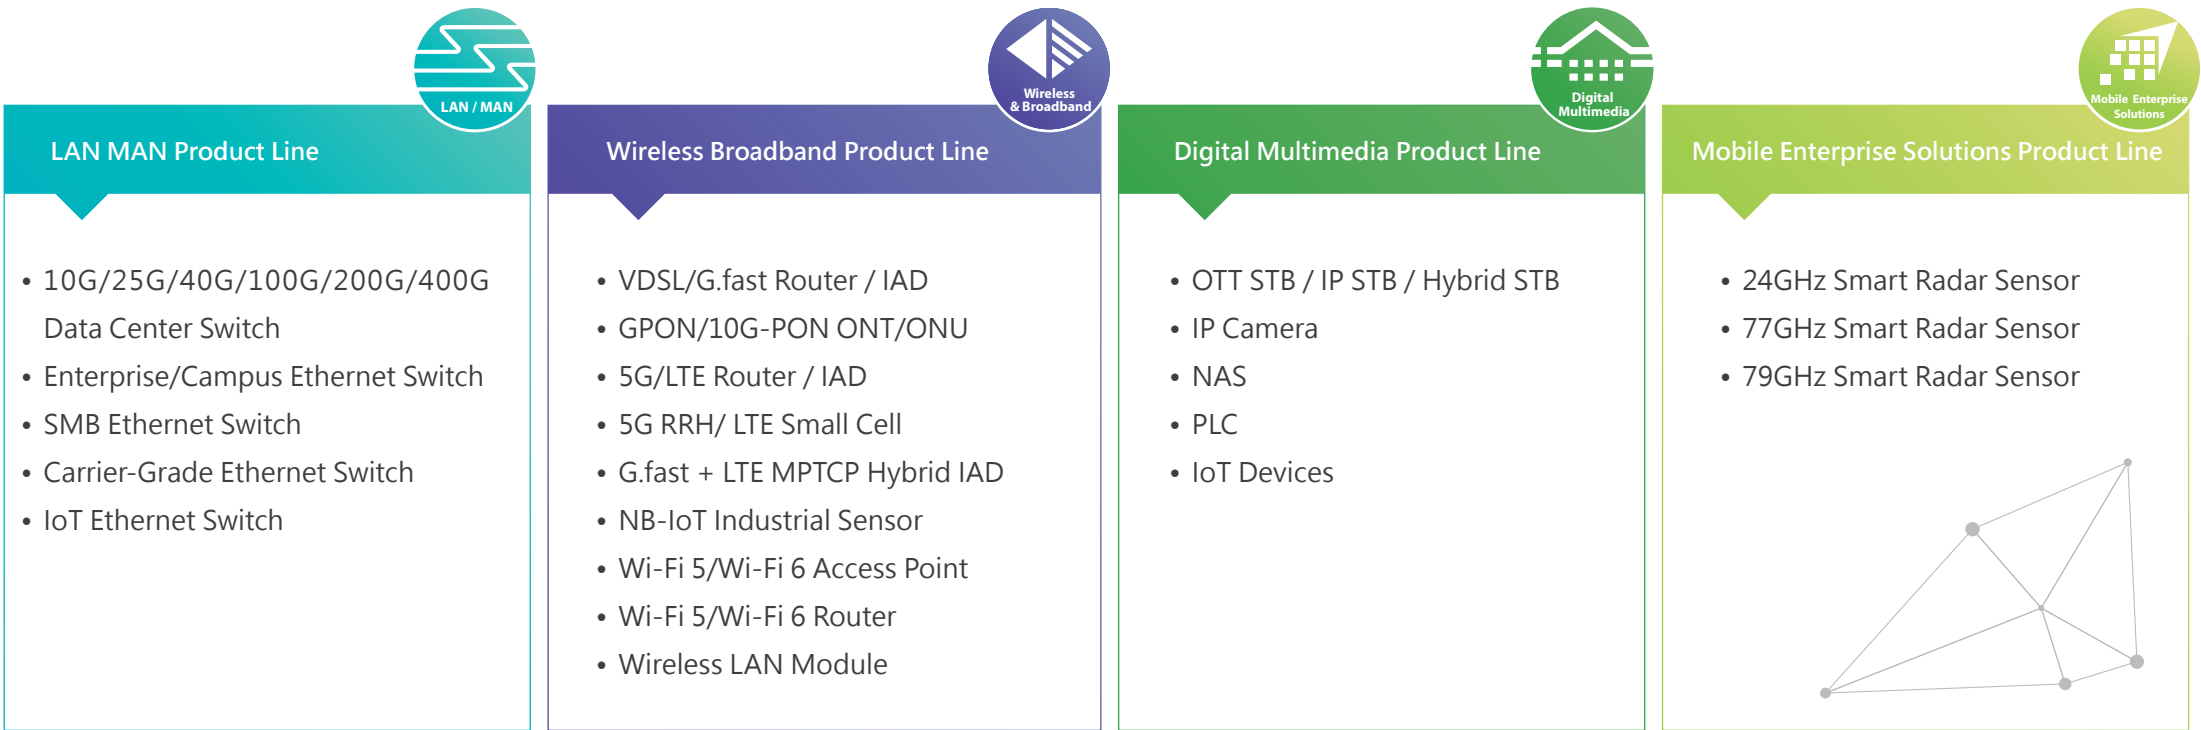 LAN / MAN
LAN MAN Product Line
• 10G/25G/40G/100G/200G/400G
Data Center Switch
• Enterprise/Campus Ethernet Switch
• SMB Ethernet Switch
• Carrier-Grade Ethernet Switch
• IoT Ethernet Switch
Wireless
& Broadband
Wireless Broadband Product Line
• VDSL/G.fast Router / IAD
• GPON/10G-PON ONT/ONU
• 5G/LTE Router / IAD
• 5G RRH/ LTE Small Cell
• G.fast + LTE MPTCP Hybrid IAD
• NB-IoT Industrial Sensor
• Wi-Fi 5/Wi-Fi 6 Access Point
• Wi-Fi 5/Wi-Fi 6 Router
• Wireless LAN Module
Digital
Multimedia
Digital Multimedia Product Line
• OTT STB / IP STB / Hybrid STB
• IP Camera
• NAS
• PLC
• IoT Devices
Mobile Enterprise
Solutions
Mobile Enterprise Solutions Product Line
• 24GHz Smart Radar Sensor
• 77GHz Smart Radar Sensor
• 79GHz Smart Radar Sensor